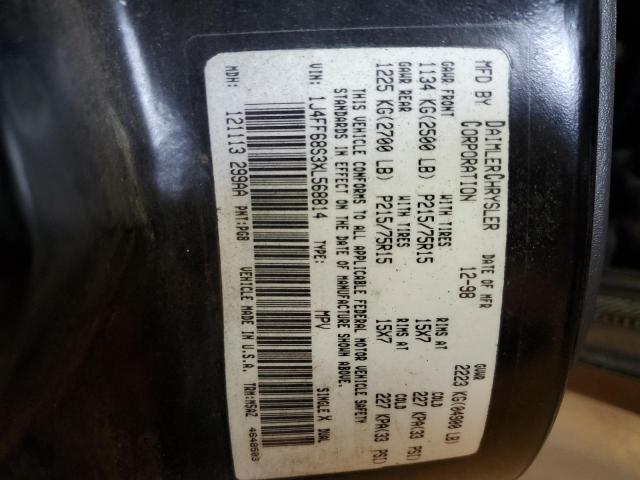 MFD BY DAIMLERCHRYSLER CORPORATION
DATE OF MFR 12-98
GVWR 2223 KG(04900 LB)
GAWR FRONT 1134 KG(2500 LB)
WITH TIRES P215/75R15
RIMS AT 15X7
COLD 227 KPA(33 PSI)
GAWR REAR 1225 KG(2700 LB)
WITH TIRES P215/75R15
RIMS AT 15X7
COLD 227 KPA(33 PSI)
THIS VEHICLE CONFORMS TO ALL APPLICABLE FEDERAL MOTOR VEHICLE SAFETY
STANDARDS IN EFFECT ON THE DATE OF MANUFACTURE SHOWN ABOVE.
VIN: 1J4FF68S3XL568814 TYPE: MPV SINGLE X DUAL
MDH: 121113 299AA PNT:PG8 VEHICLE MADE IN U.S.A. TRM:M5AZ
4648503